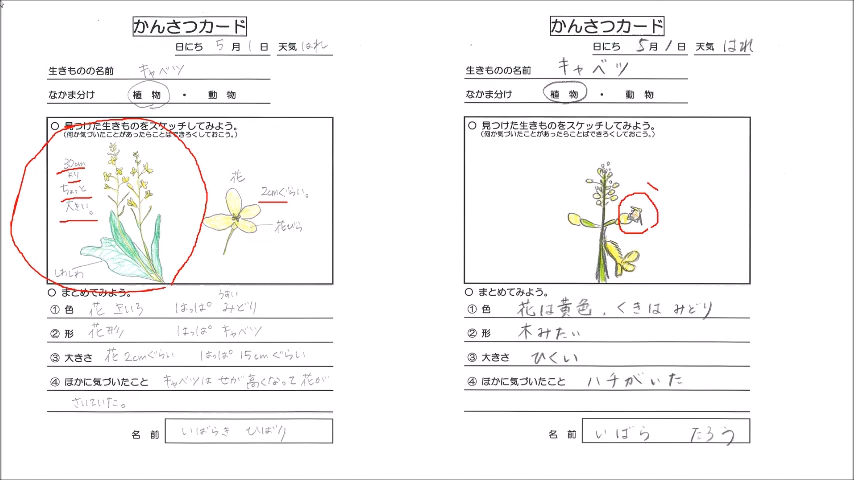 かんさつカード
日にち 5月1日 天気 はれ
生きものの名前 キャベツ
なかま分け 植物 ・ 動物
○ 見つけた生きものをスケッチしてみよう。
(何か気づいたことがあったらことばできろくしておこう。)
30cm
より
ちょっと
大きい。
しわしわ
花
2cmぐらい。
花びら
○ まとめてみよう。
① 色 花 黄いろ はっぱ うすい みどり
② 形 花形 はっぱ キャベツ
③ 大きさ 花 2cmぐらい はっぱ 15cmぐらい
④ ほかに気づいたこと キャベツは せが 高くなって 花が
さいていた。
名前 いばらき ひばり
かんさつカード
日にち 5月1日 天気 はれ
生きものの名前 キャベツ
なかま分け 植物 ・ 動物
○ 見つけた生きものをスケッチしてみよう。
(何か気づいたことがあったらことばできろくしておこう。)
○ まとめてみよう。
① 色 花は黄色、くきは みどり
② 形 木みたい
③ 大きさ ひくい
④ ほかに気づいたこと ハチがいた
名前 いばら たろう